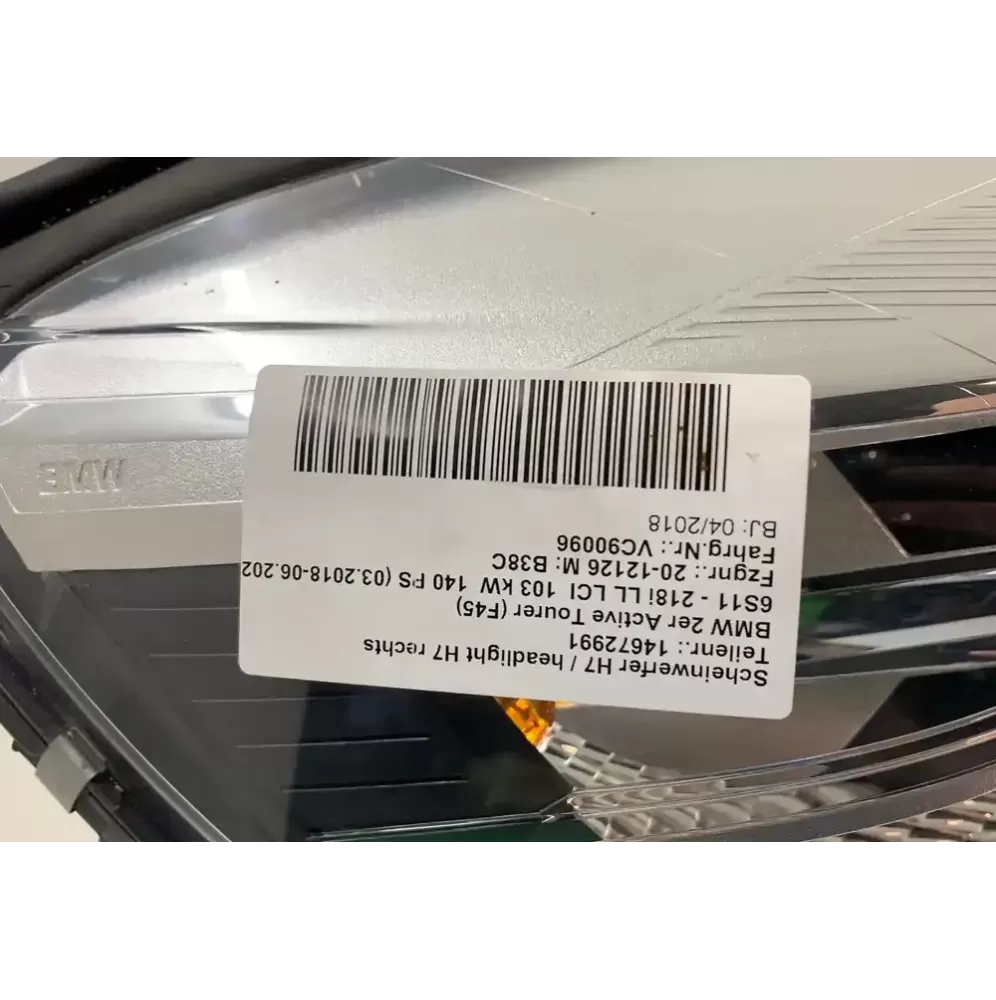 Scheinwerfer H7 / headlight H7 rechts
Teilenr.: 14672991
BMW 2er Active Tourer (F45)
6S11 - 218i LL LCI 103 kW 140 PS (03.2018-06.202
Fzgnr.: 20-12126 M: B38C
Fahrg.Nr.: VC90096
BJ: 04/2018
BMW